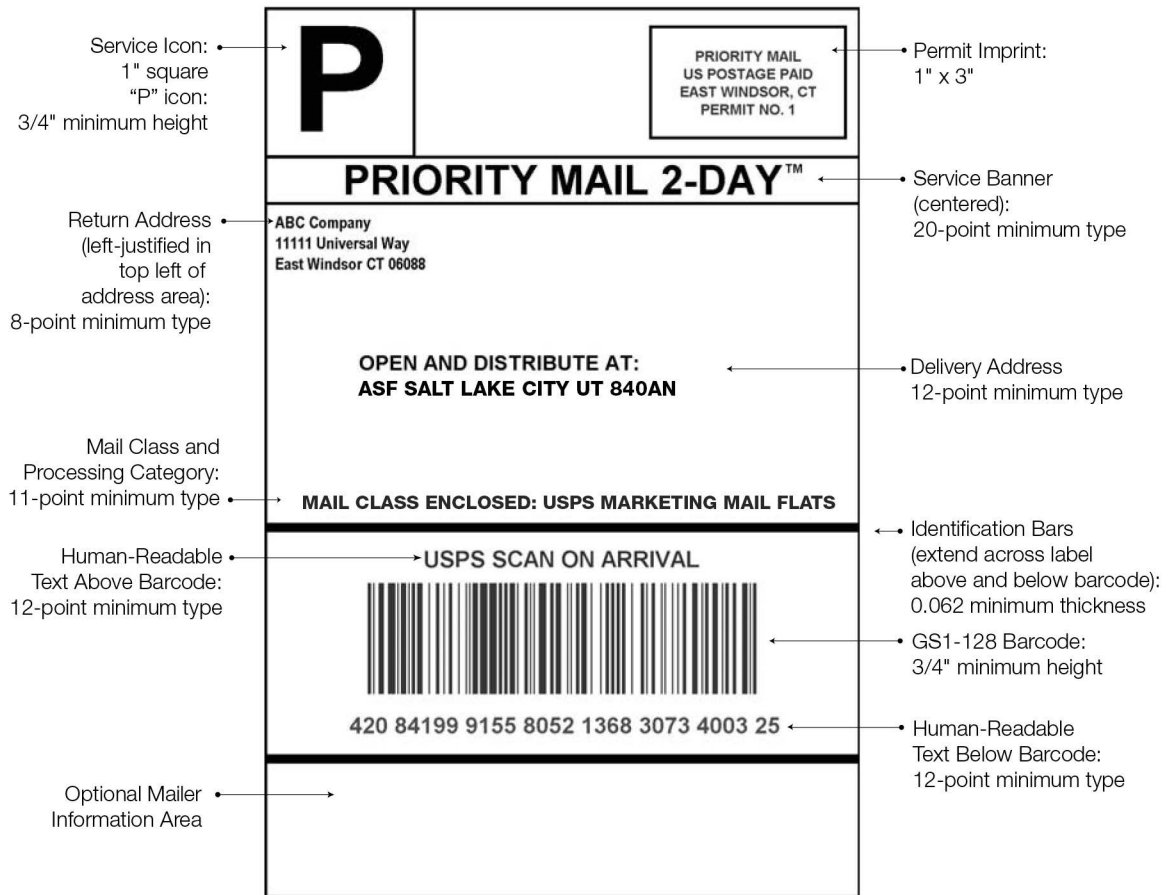 Service Icon:
1" square
“P” icon:
3/4" minimum height
P
PRIORITY MAIL
US POSTAGE PAID
EAST WINDSOR, CT
PERMIT NO. 1
Permit Imprint:
1" x 3"
PRIORITY MAIL 2-DAY™
Service Banner
(centered):
20-point minimum type
Return Address
(left-justified in
top left of
address area):
8-point minimum type
ABC Company
11111 Universal Way
East Windsor CT 06088
OPEN AND DISTRIBUTE AT:
ASF SALT LAKE CITY UT 840AN
Delivery Address
12-point minimum type
Mail Class and
Processing Category:
11-point minimum type
MAIL CLASS ENCLOSED: USPS MARKETING MAIL FLATS
Identification Bars
(extend across label
above and below barcode):
0.062 minimum thickness
Human-Readable
Text Above Barcode:
12-point minimum type
USPS SCAN ON ARRIVAL
GS1-128 Barcode:
3/4" minimum height
420 84199 9155 8052 1368 3073 4003 25
Human-Readable
Text Below Barcode:
12-point minimum type
Optional Mailer
Information Area